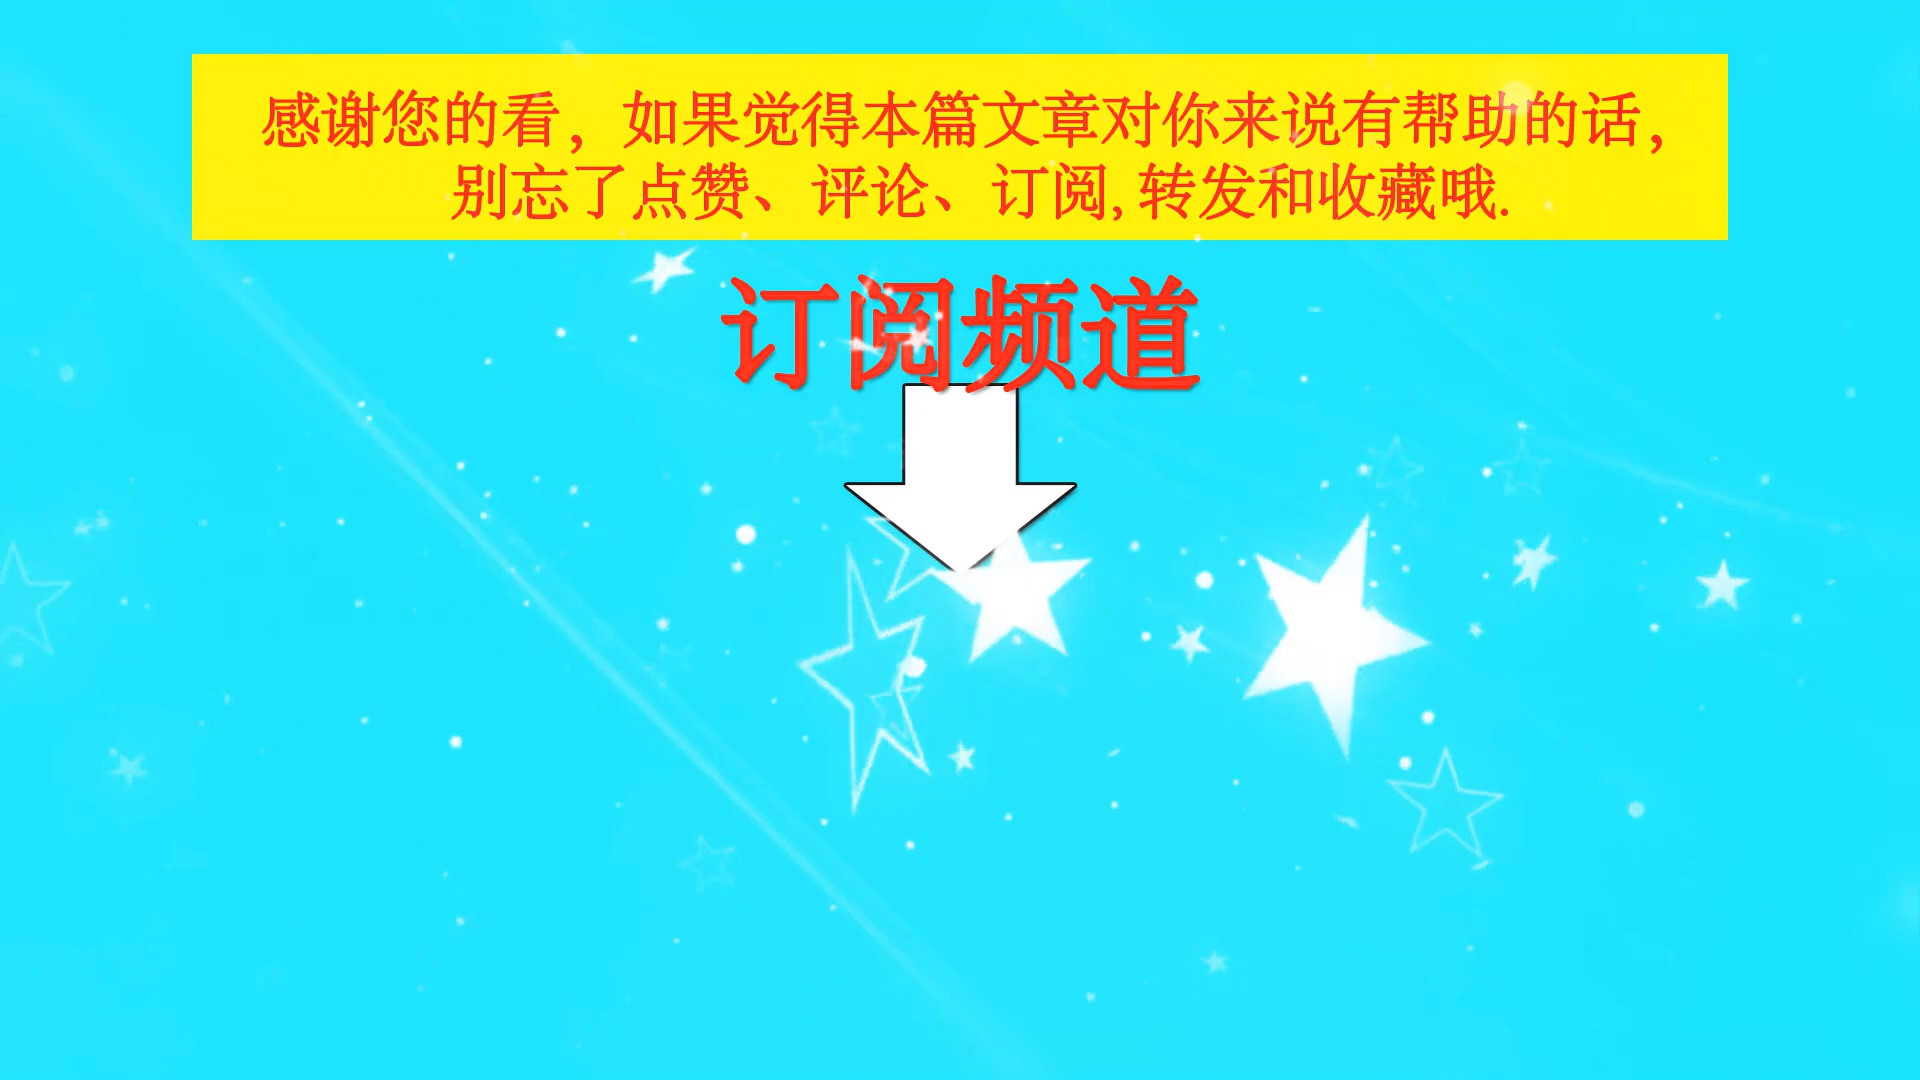 感谢您的看，如果觉得本篇文章对你来说有帮助的话，
别忘了点赞、评论、订阅,转发和收藏哦.
订阅频道